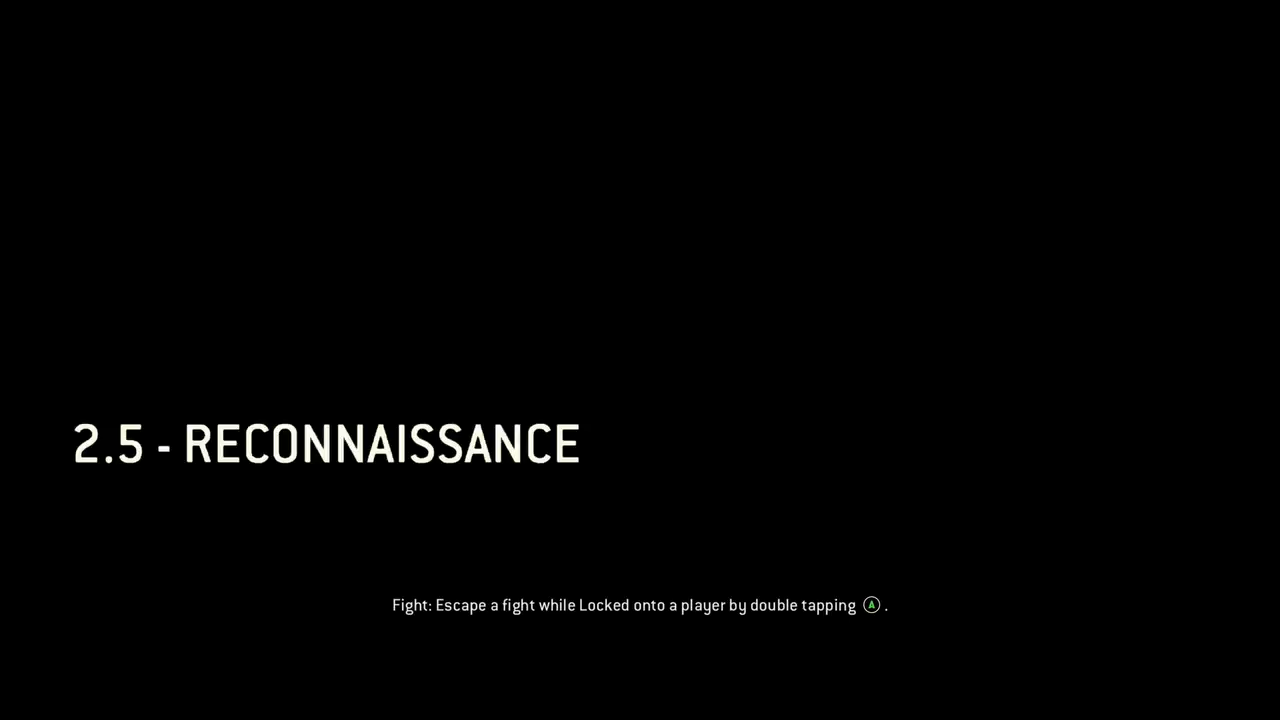 2.5 - RECONNAISSANCE
Fight: Escape a fight while Locked onto a player by double tapping A .